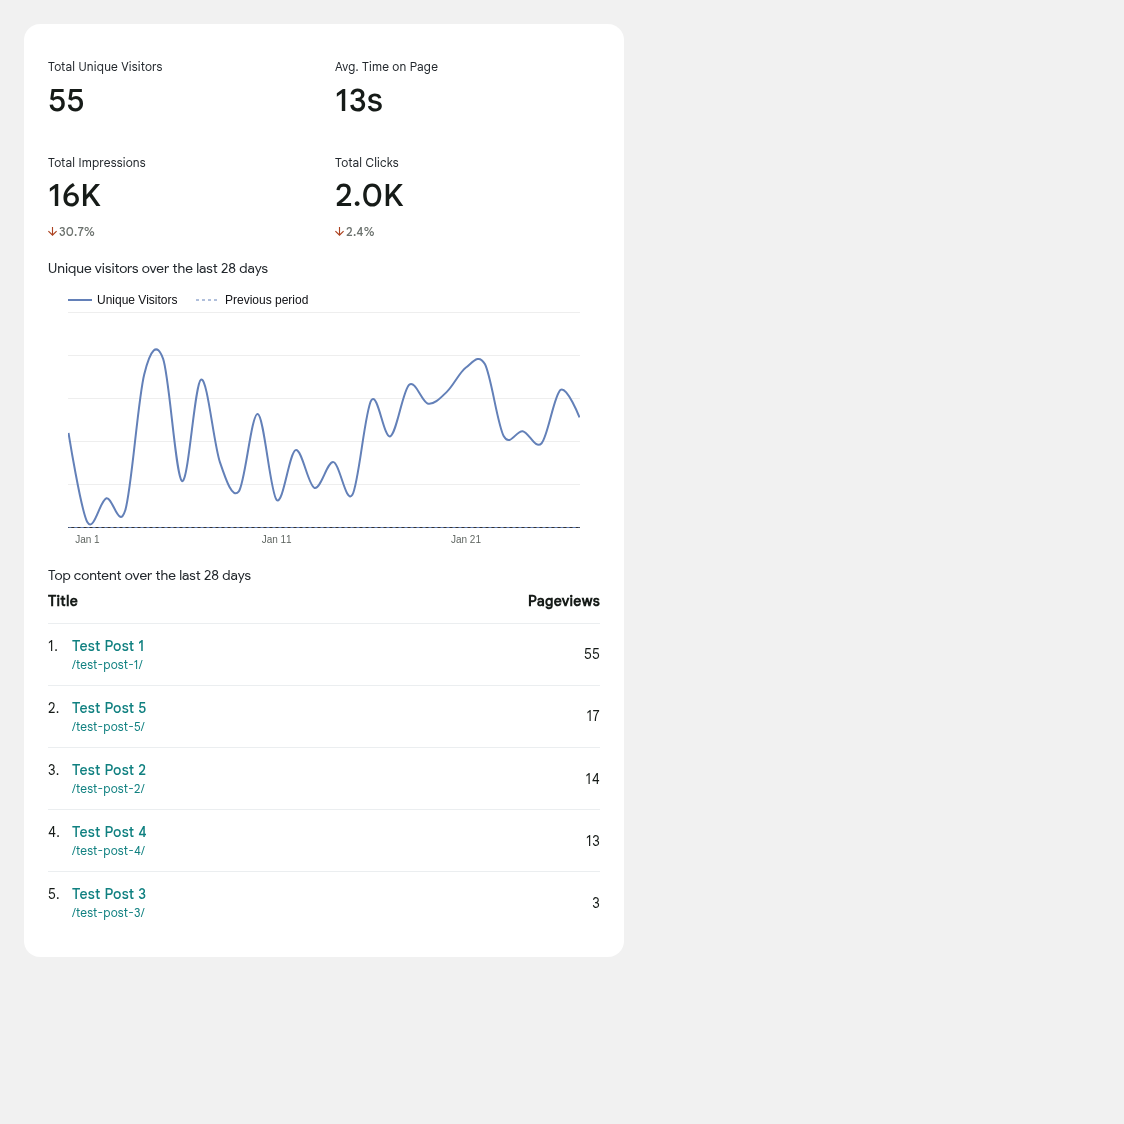 Total Unique Visitors
Avg. Time on Page
55
13s
Total Impressions
Total Clicks
16K
2.0K
30.7%
2.4%
Unique visitors over the last 28 days
Unique Visitors
Previous period
Jan 1
Jan 11
Jan 21
Top content over the last 28 days
Title
Pageviews
1. Test Post 1
/test-post-1/
55
2. Test Post 5
/test-post-5/
17
3. Test Post 2
/test-post-2/
14
4. Test Post 4
/test-post-4/
13
5. Test Post 3
/test-post-3/
3